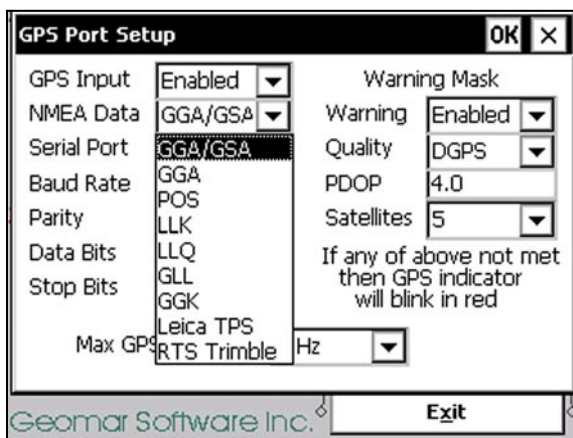 GPS Port Setup OK ×
GPS Input Enabled
NMEA Data GGA/GSA
Serial Port
Baud Rate
Parity
Data Bits
Stop Bits
GGA/GSA
GGA
POS
LLK
LLQ
GLL
GGK
Leica TPS
RTS Trimble
Max GPS Hz
Warning Mask
Warning Enabled
Quality DGPS
PDOP 4.0
Satellites 5
If any of above not met
then GPS indicator
will blink in red
Geomar Software Inc.
Exit